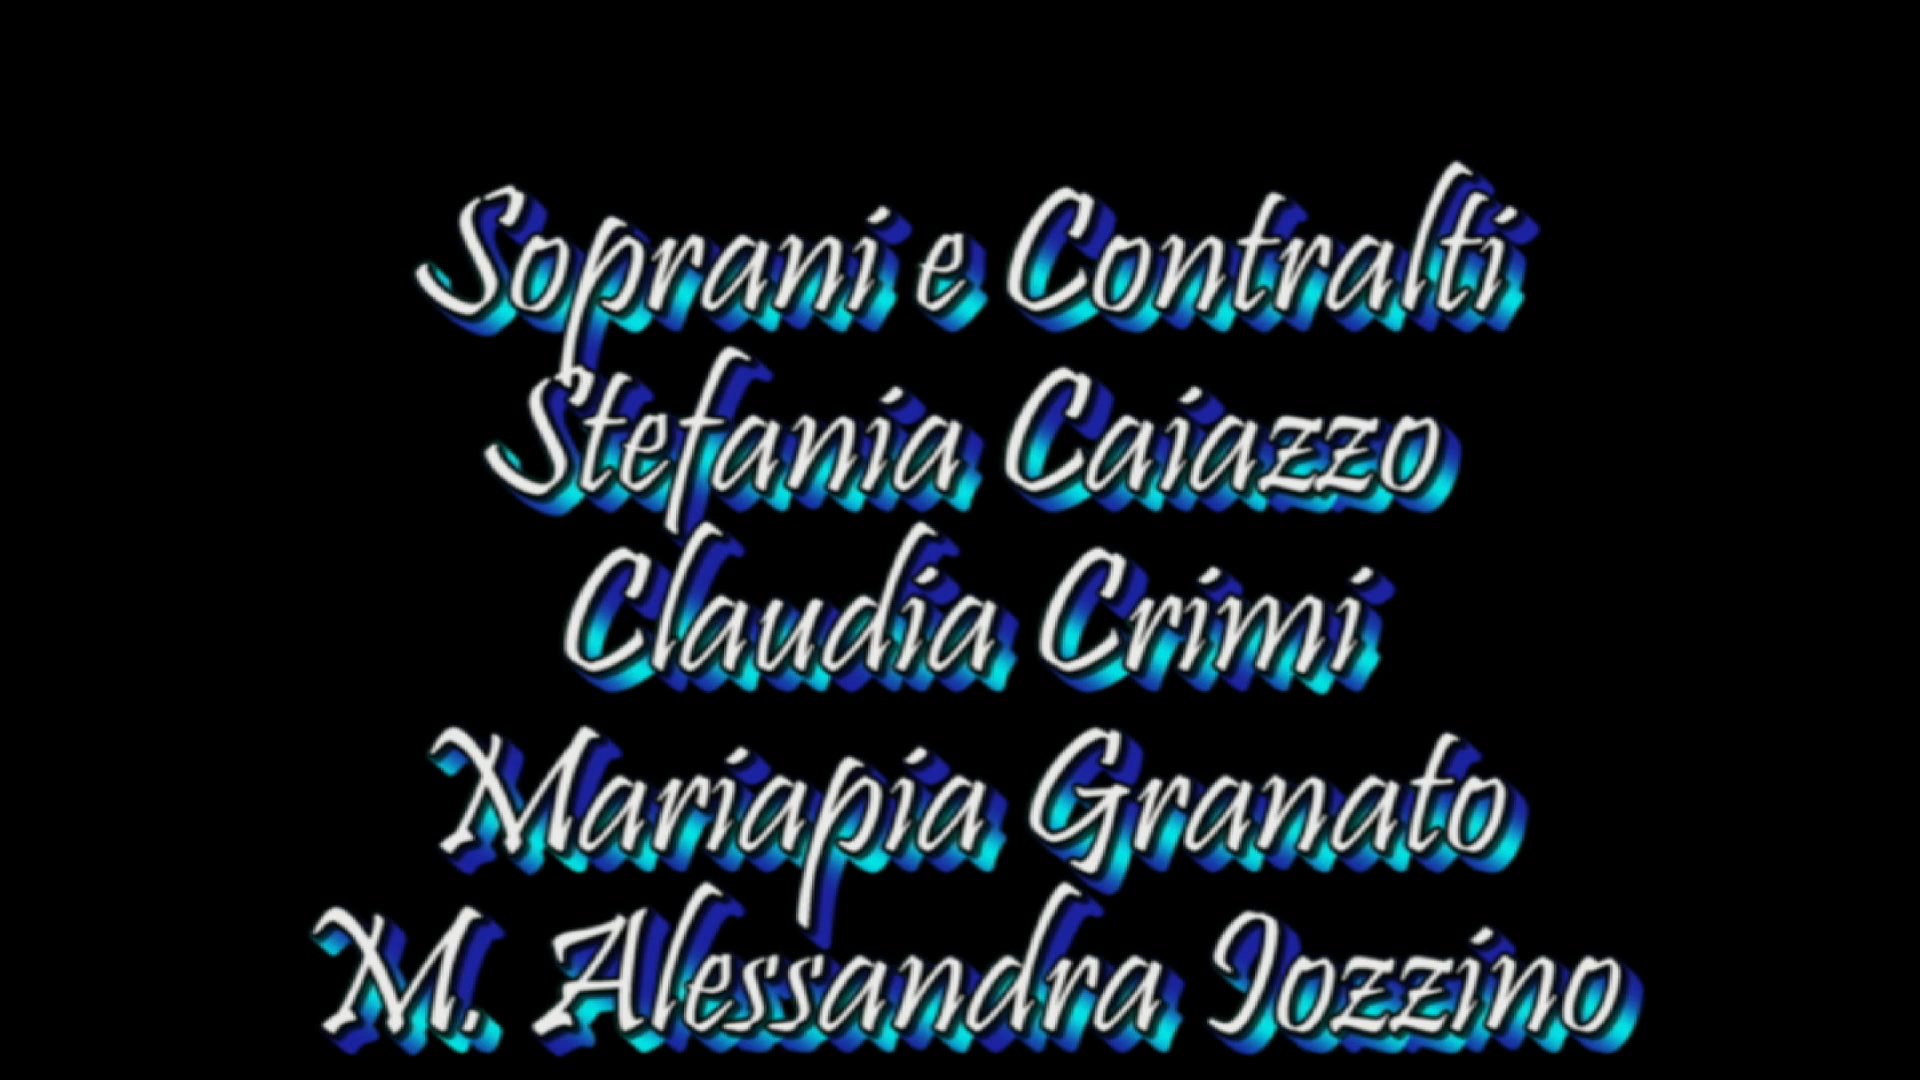 Soprani e Contralti
Stefania Caiazzo
Claudia Crimi
Mariapia Granato
M. Alessandra Iozzino